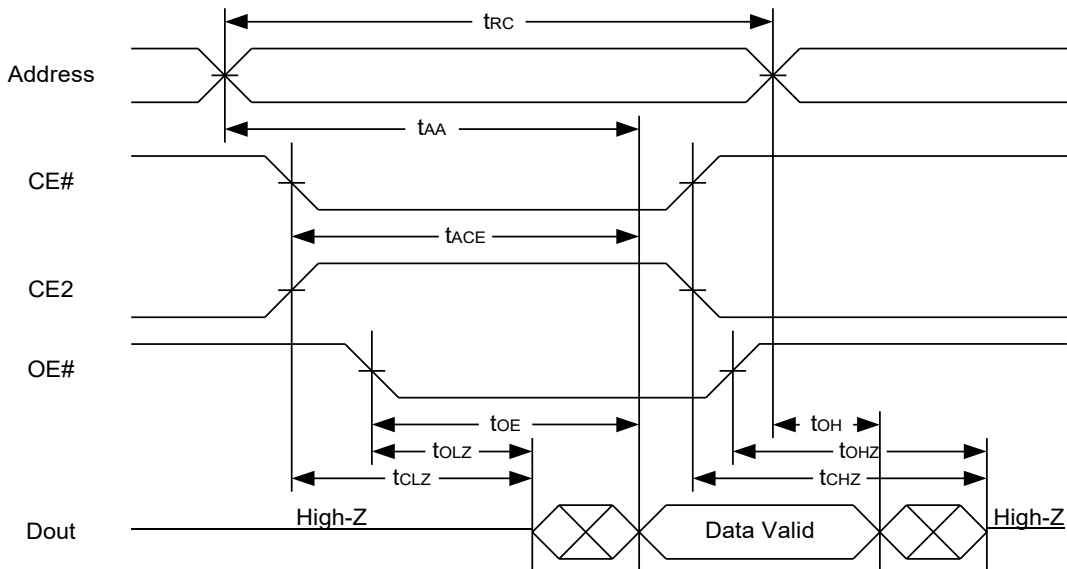 tRC
Address
tAA
CE#
tACE
CE2
OE#
tOE
tOH
tOLZ
tOHZ
tCLZ
tCHZ
High-Z
Data Valid
High-Z
Dout